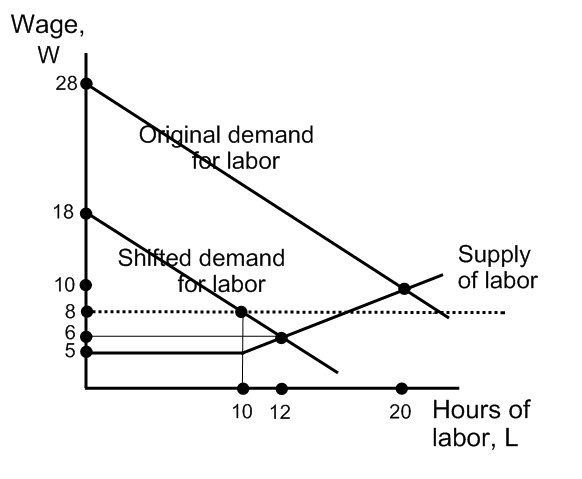 Wage,
W
28
Original demand
for labor
18
Shifted demand
for labor
Supply
of labor
10
8
6
5
10 12 20
Hours of
labor, L